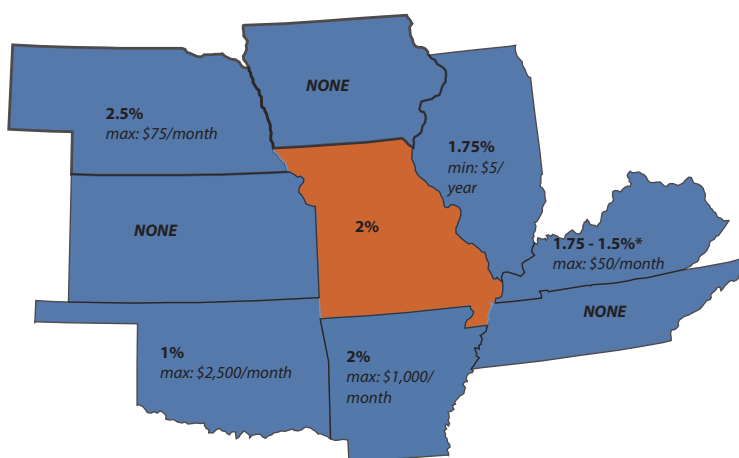 NONE
2.5%
max: $75/month
1.75%
min: $5/
year
NONE
2%
1.75 - 1.5%*
max: $50/month
NONE
1%
max: $2,500/month
2%
max: $1,000/
month